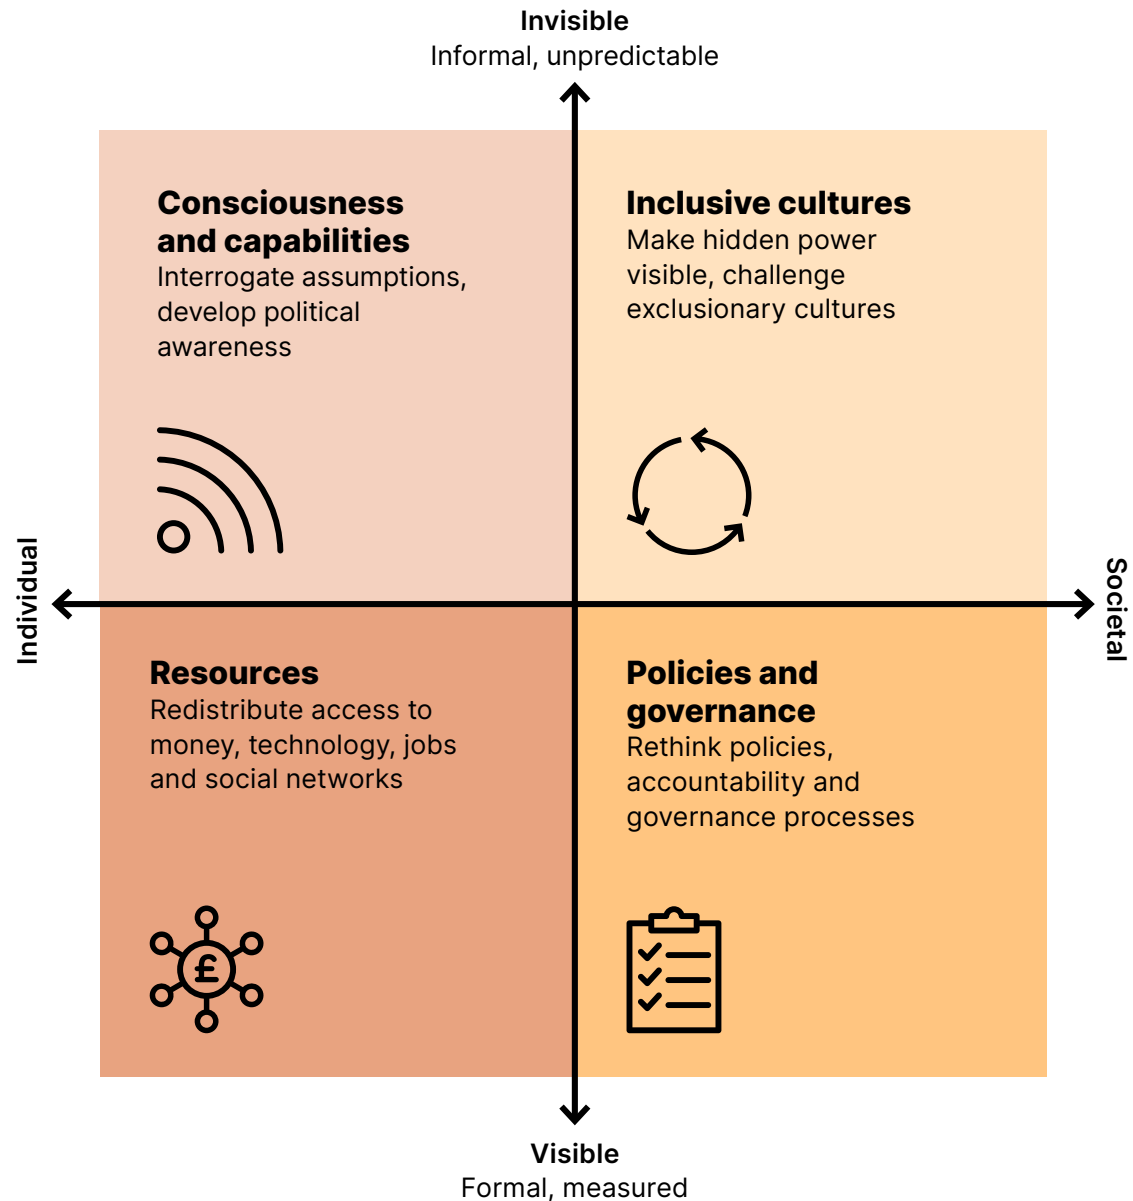 Invisible
Informal, unpredictable
Consciousness
and capabilities
Interrogate assumptions,
develop political
awareness
Inclusive cultures
Make hidden power
visible, challenge
exclusionary cultures
Individual
Societal
Resources
Redistribute access to
money, technology, jobs
and social networks
£
Policies and
governance
Rethink policies,
accountability and
governance processes
Visible
Formal, measured